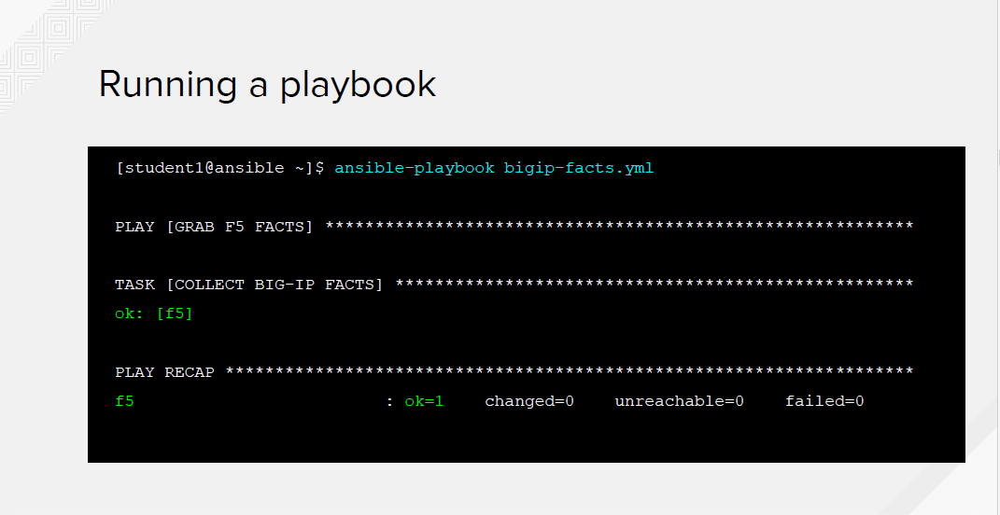 Running a playbook
[student1@ansible ~]$ ansible-playbook bigip-facts.yml
PLAY [GRAB F5 FACTS] ***********************************************************
TASK [COLLECT BIG-IP FACTS] ****************************************************
ok: [f5]
PLAY RECAP *********************************************************************
f5 : ok=1 changed=0 unreachable=0 failed=0